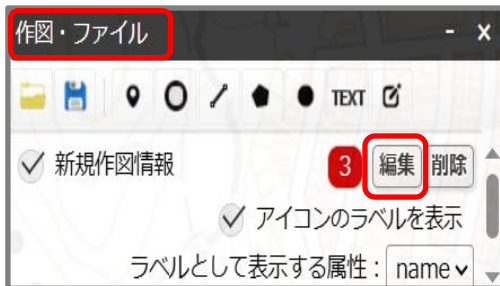 作図・ファイル - x
TEXT
新規作図情報 3 編集 削除
アイコンのラベルを表示
ラベルとして表示する属性： name